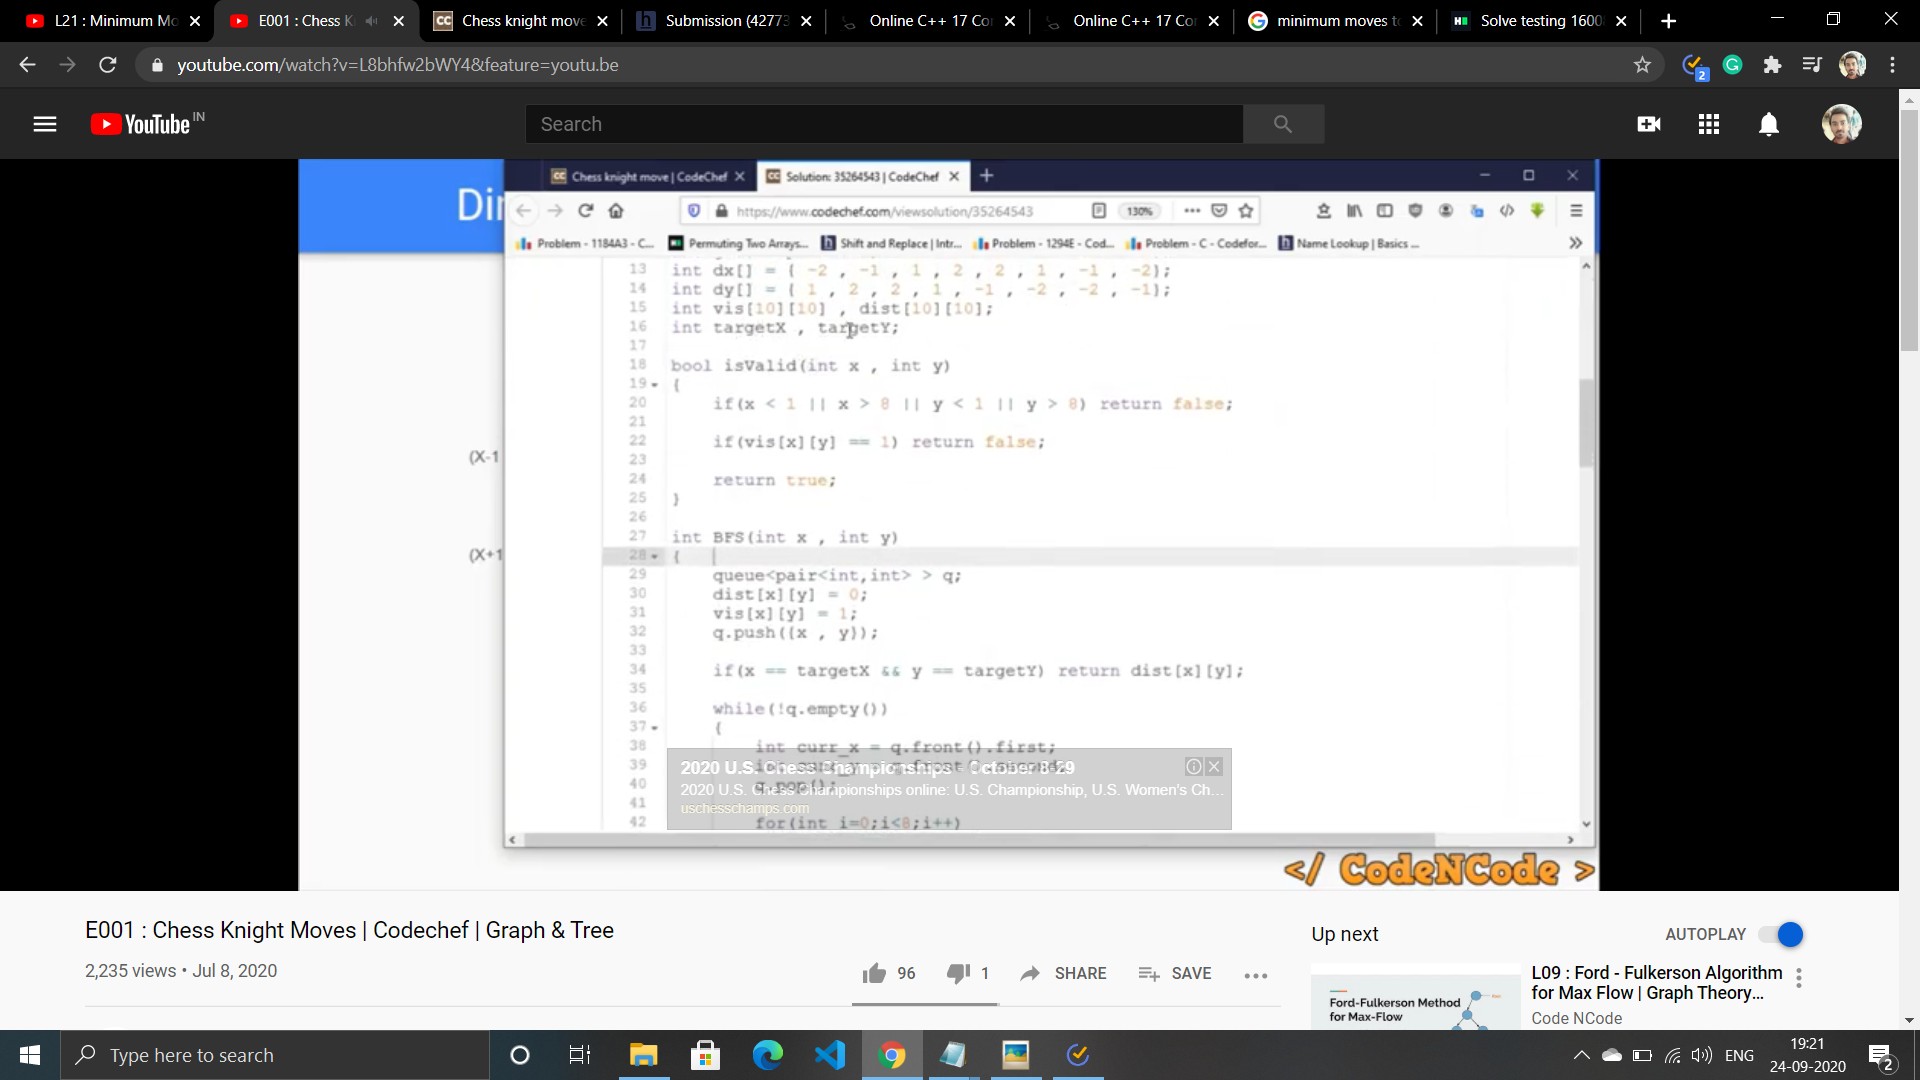 L21 : Minimum Mo
E001 : Chess K
Chess knight move
Submission (42773
Online C++ 17 Co
Online C++ 17 Co
minimum moves to
Solve testing 1600
youtube.com/watch?v=L8bhfw2bWY4&feature=youtu.be
2
YouTube IN
Search
Chess knight move | CodeChef
Solution: 35264543 | CodeChef
Dir
https://www.codechef.com/viewsolution/35264543
130%
Problem - 1184A3 - C...
Permuting Two Arrays...
Shift and Replace | Intr...
Problem - 1294E - Cod...
Problem - C - Codefor...
Name Lookup | Basics ...
13 int dx[] = { -2 , -1 , 1 , 2 , 2 , 1 , -1 , -2};
14 int dy[] = { 1 , 2 , 2 , 1 , -1 , -2 , -2 , -1};
15 int vis[10][10] , dist[10][10];
16 int targetX , targetY;
17
18 bool isValid(int x , int y)
19 {
20 if(x < 1 || x > 8 || y < 1 || y > 8) return false;
21
22 if(vis[x][y] == 1) return false;
23
24 return true;
25 }
26
27 int BFS(int x , int y)
28 {
29 queue<pair<int,int> > q;
30 dist[x][y] = 0;
31 vis[x][y] = 1;
32 q.push({x , y});
33
34 if(x == targetX && y == targetY) return dist[x][y];
35
36 while(!q.empty())
37 {
38 int curr_x = q.front().first;
39
40 q.pop();
41
42 for(int i=0;i<8;i++)
(X-1
(X+1
2020 U.S. Chess Championships - October 8-29
2020 U.S. Chess Championships online: U.S. Championship, U.S. Women's Ch...
uschesschamps.com
</ CodeNCode >
E001 : Chess Knight Moves | Codechef | Graph & Tree
2,235 views • Jul 8, 2020
96
1
SHARE
SAVE
Up next
AUTOPLAY
Ford-Fulkerson Method
for Max-Flow
L09 : Ford - Fulkerson Algorithm
for Max Flow | Graph Theory...
Code NCode
Type here to search
ENG
19:21
24-09-2020
2